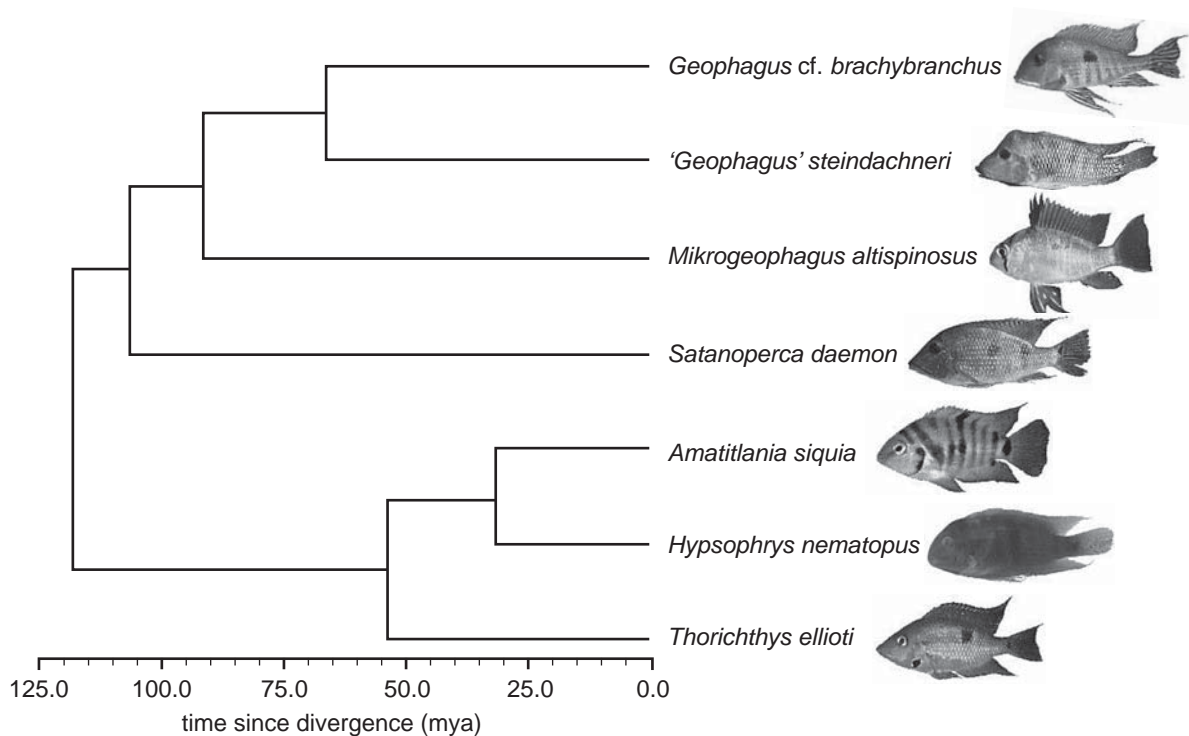 Geophagus cf. brachybranchus
‘Geophagus’ steindachneri
Mikrogeophagus altispinosus
Satanoperca daemon
Amatitlania siquia
Hypsophrys nematopus
Thorichthys ellioti
125.0 100.0 75.0 50.0 25.0 0.0
time since divergence (mya)